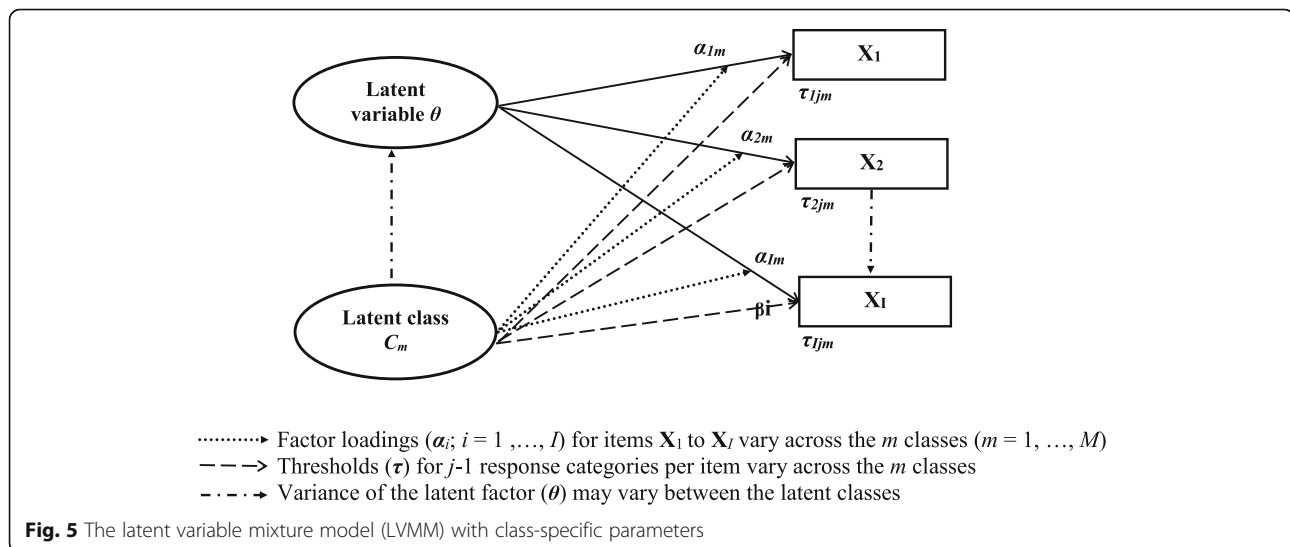 α1m
X1
Latent
variable θ
τ1jm
α2m
X2
τ2jm
αIm
XI
βi
Latent class
Cm
τIjm
Factor loadings (αi; i = 1 ,…, I) for items X1 to XI vary across the m classes (m = 1, …, M)
Thresholds (τ) for j-1 response categories per item vary across the m classes
Variance of the latent factor (θ) may vary between the latent classes
Fig. 5 The latent variable mixture model (LVMM) with class-specific parameters